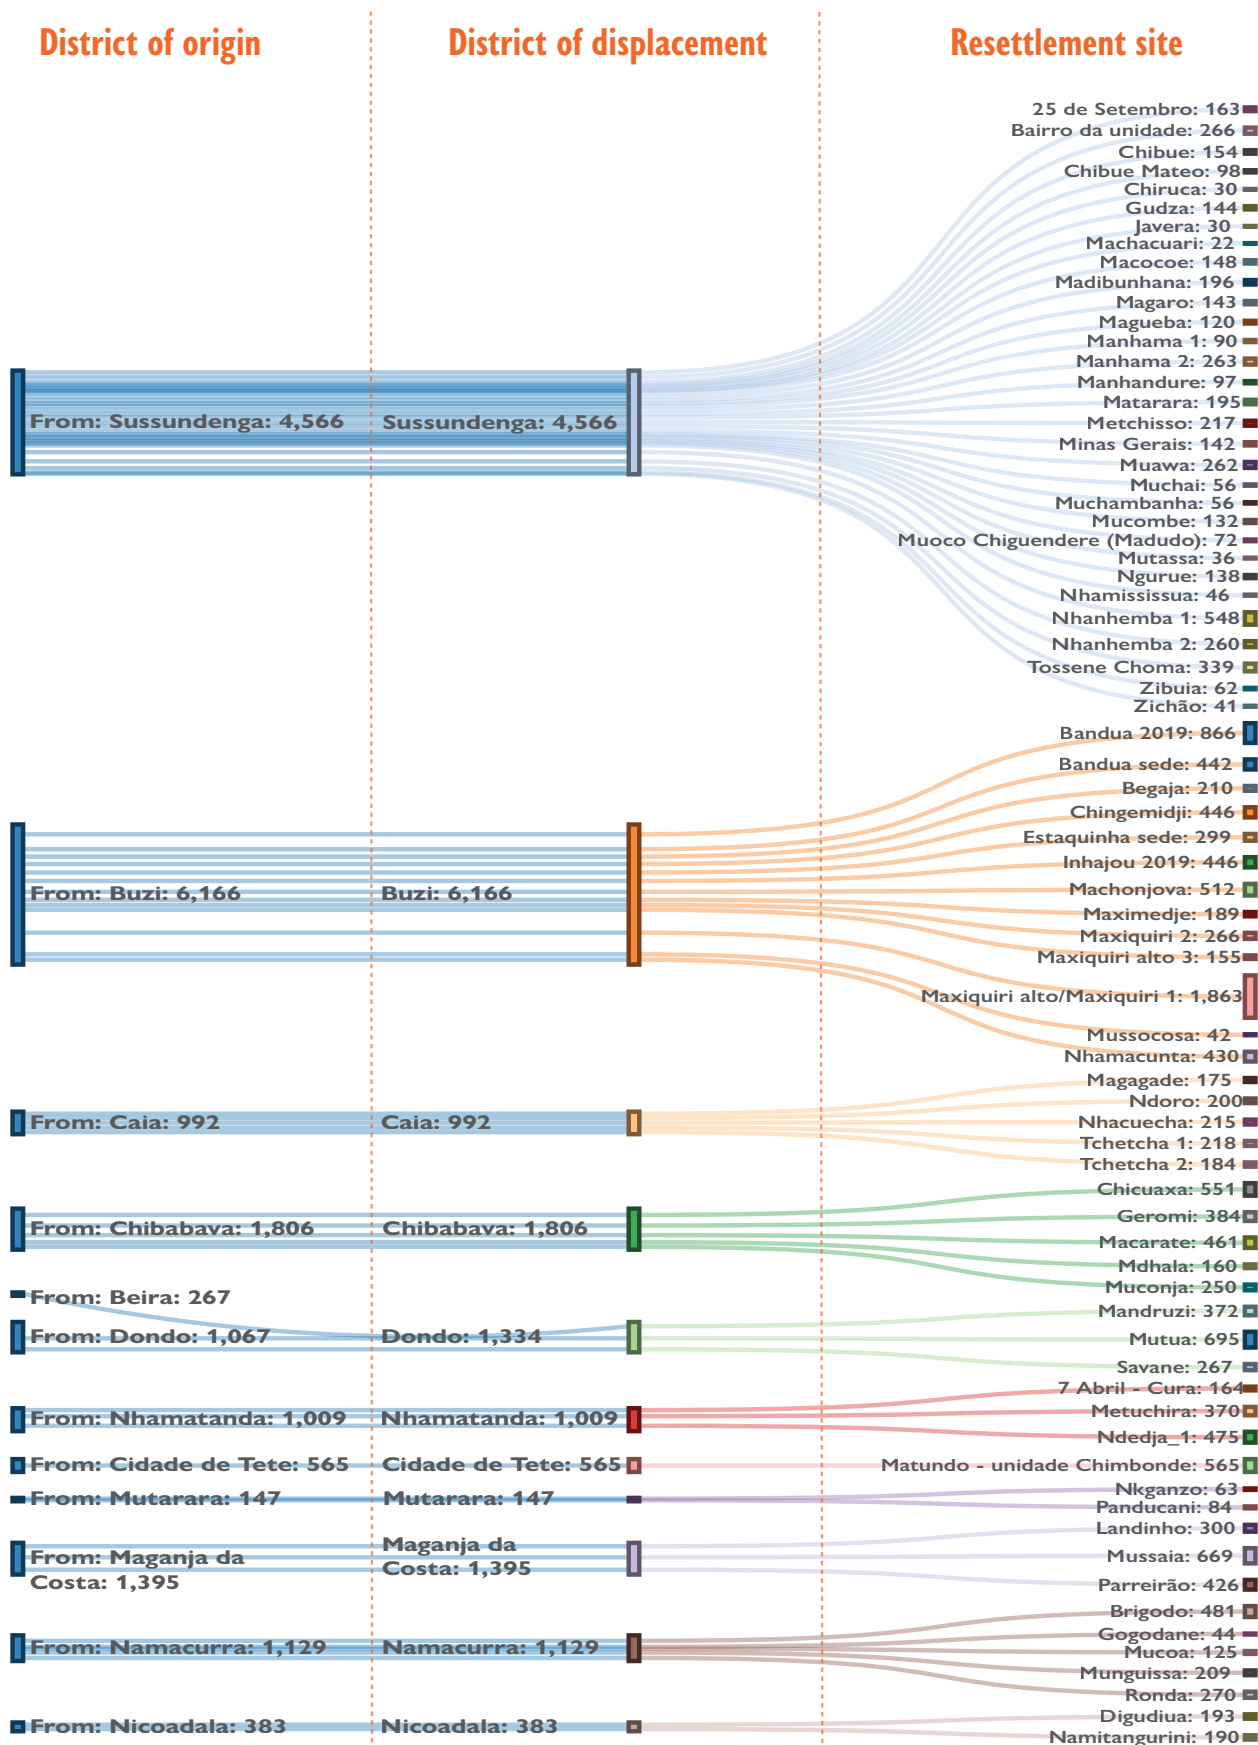 District of origin
District of displacement
Resettlement site
From: Sussundenga: 4,566
From: Buzi: 6,166
From: Caia: 992
From: Chibabava: 1,806
From: Beira: 267
From: Dondo: 1,067
From: Nhamatanda: 1,009
From: Cidade de Tete: 565
From: Mutarara: 147
From: Maganja da
Costa: 1,395
From: Namacurra: 1,129
From: Nicoadala: 383
Sussundenga: 4,566
Buzi: 6,166
Caia: 992
Chibabava: 1,806
Dondo: 1,334
Nhamatanda: 1,009
Cidade de Tete: 565
Mutarara: 147
Maganja da
Costa: 1,395
Namacurra: 1,129
Nicoadala: 383
25 de Setembro: 163
Bairro da unidade: 266
Chibue: 154
Chibue Mateo: 98
Chiruca: 30
Gudza: 144
Javera: 30
Machacuari: 22
Macocoe: 148
Madibunhana: 196
Magaro: 143
Magueba: 120
Manhama 1: 90
Manhama 2: 263
Manhandure: 97
Matarara: 195
Metchisso: 217
Minas Gerais: 142
Muawa: 262
Muchai: 56
Muchambanha: 56
Mucombe: 132
Muoco Chiguendere (Madudo): 72
Mutassa: 36
Ngurue: 138
Nhamississua: 46
Nhanhemba 1: 548
Nhanhemba 2: 260
Tossene Choma: 339
Zibuia: 62
Zichão: 41
Bandua 2019: 866
Bandua sede: 442
Begaja: 210
Chingemidji: 446
Estaquinha sede: 299
Inhajou 2019: 446
Machonjova: 512
Maximedje: 189
Maxiquiri 2: 266
Maxiquiri alto 3: 155
Maxiquiri alto/Maxiquiri 1: 1,863
Mussocosa: 42
Nhamacunta: 430
Magagade: 175
Ndoro: 200
Nhacuecha: 215
Tchetcha 1: 218
Tchetcha 2: 184
Chicuaxa: 551
Geromi: 384
Macarate: 461
Mdhala: 160
Muconja: 250
Mandruzi: 372
Mutua: 695
Savane: 267
7 Abril - Cura: 164
Metuchira: 370
Ndedja_1: 475
Matundo - unidade Chimbonde: 565
Nkganzo: 63
Panducani: 84
Landinho: 300
Mussaia: 669
Parreirão: 426
Brigodo: 481
Gogodane: 44
Mucoa: 125
Munguissa: 209
Ronda: 270
Digudiua: 193
Namitangurini: 190